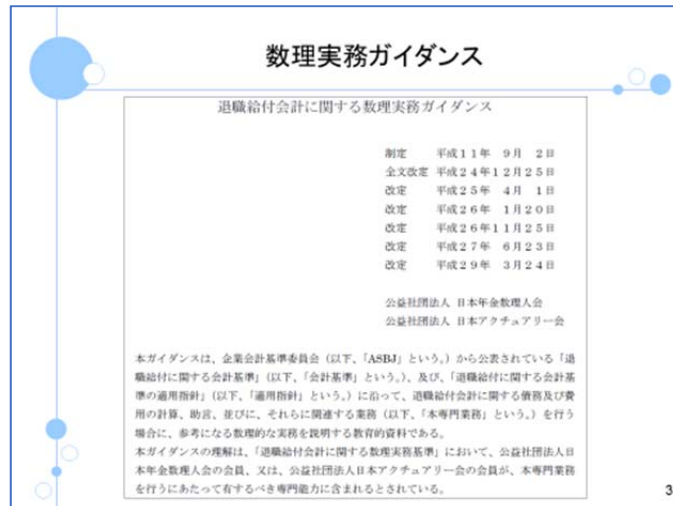 数理実務ガイダンス
退職給付会計に関する数理実務ガイダンス
制定 平成11年 9月 2日
全文改定 平成24年12月25日
改定 平成25年 4月 1日
改定 平成26年 1月20日
改定 平成26年11月25日
改定 平成27年 6月23日
改定 平成29年 3月24日
公益社団法人 日本年金数理人会
公益社団法人 日本アクチュアリー会
本ガイダンスは、企業会計基準委員会（以下、「ASBJ」という。）から公表されている「退
職給付に関する会計基準」（以下、「会計基準」という。）、及び、「退職給付に関する会計基
準の適用指針」（以下、「適用指針」という。）に沿って、退職給付会計に関する債務及び費
用の計算、助言、並びに、それらに関連する業務（以下、「本専門業務」という。）を行う
場合に、参考になる数理的な実務を説明する教育的資料である。
本ガイダンスの理解は、「退職給付会計に関する数理実務基準」において、公益社団法人日
本年金数理人会の会員、又は、公益社団法人日本アクチュアリー会の会員が、本専門業務
を行うにあたって有するべき専門能力に含まれるとされている。
3